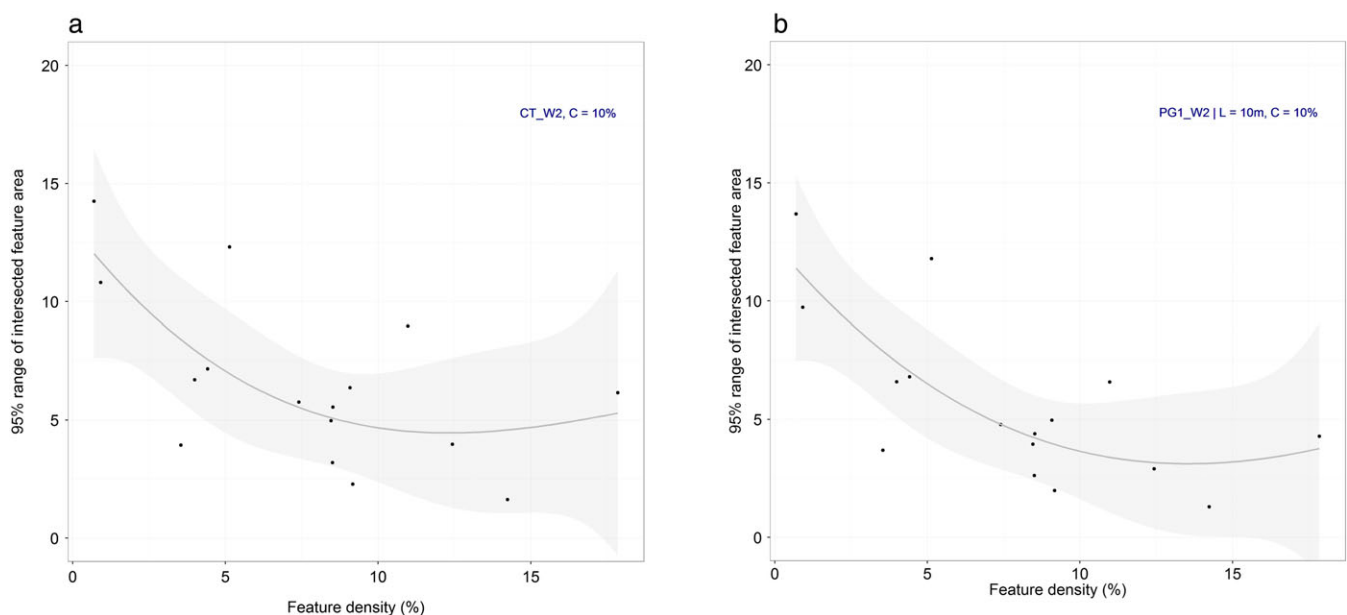 a
20
15
10
5
0
0 5 10 15
95% range of intersected feature area
Feature density (%)
CT_W2, C = 10%
b
20
15
10
5
0
0 5 10 15
95% range of intersected feature area
Feature density (%)
PG1_W2 | L = 10m, C = 10%